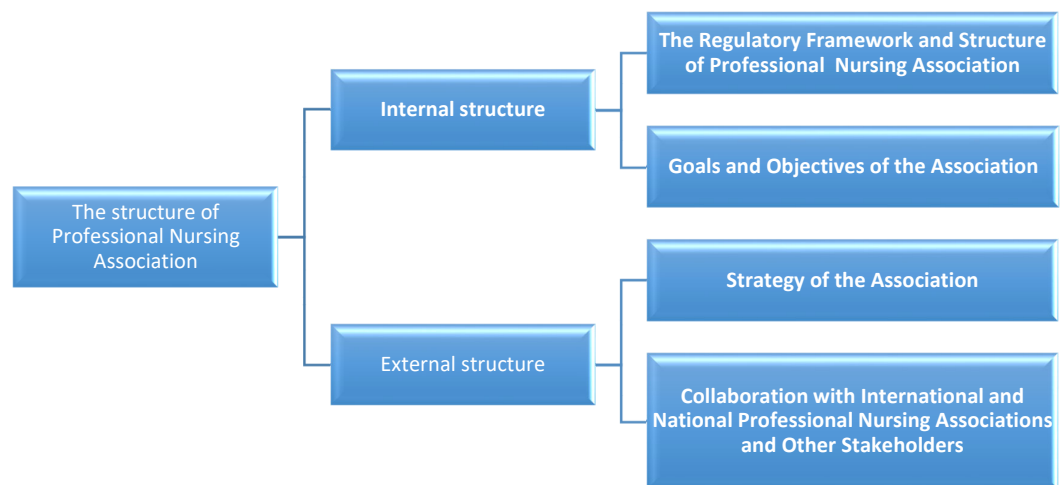 The structure of
Professional Nursing
Association
Internal structure
The Regulatory Framework and Structure
of Professional Nursing Association
Goals and Objectives of the Association
External structure
Strategy of the Association
Collaboration with International and
National Professional Nursing Associations
and Other Stakeholders